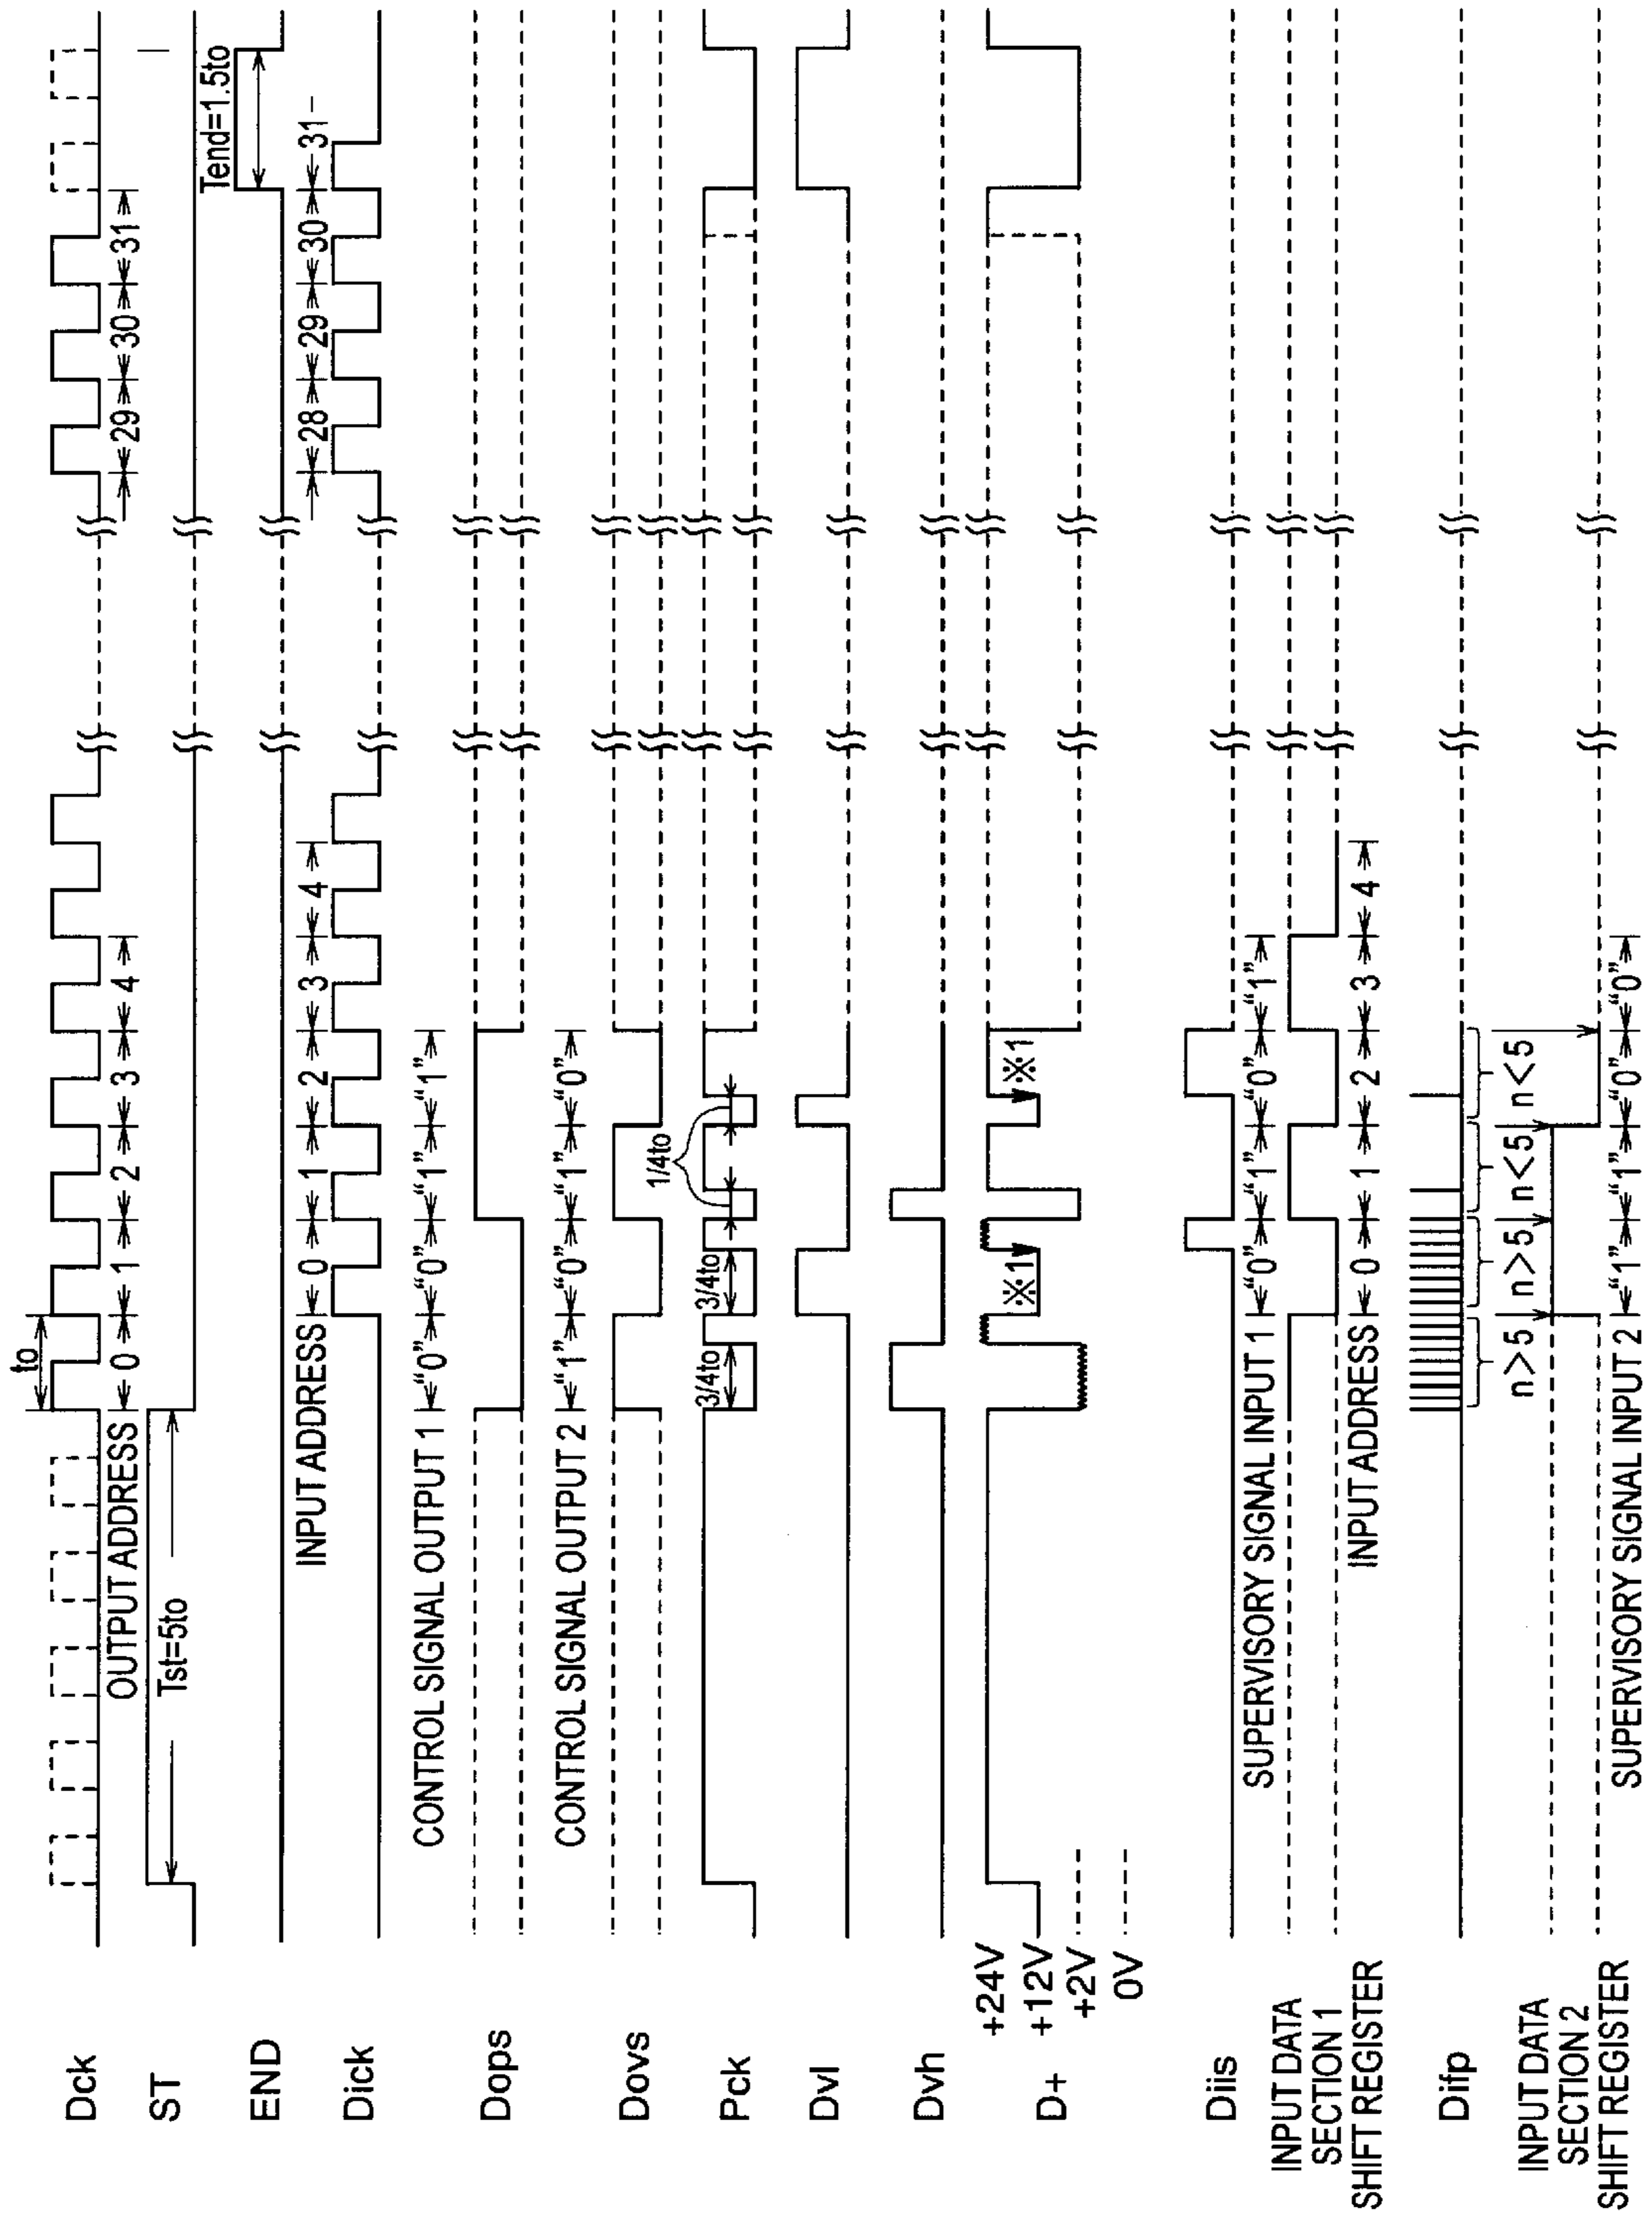 Dck
to
OUTPUT ADDRESS 0 1 2 3 4 29 30 31
ST
Tst=5to
END
Tend=1.5to
INPUT ADDRESS 0 1 2 3 4 28 29 30 31
Dick
CONTROL SIGNAL OUTPUT 1 “0” “0” “1” “1”
Dops
CONTROL SIGNAL OUTPUT 2 “1” “0” “1” “0”
Dovs
1/4to
Pck
3/4to 3/4to
Dvl
Dvh
+24V
D+
+12V
※1 ※1
+2V
0V
Diis
SUPERVISORY SIGNAL INPUT 1 “0” “1” “0” “1”
INPUT DATA
SECTION 1
SHIFT REGISTER
INPUT ADDRESS 0 1 2 3 4
Difp
n>5 n>5 n<5 n<5
INPUT DATA
SECTION 2
SHIFT REGISTER
SUPERVISORY SIGNAL INPUT 2 “1” “1” “0” “0”